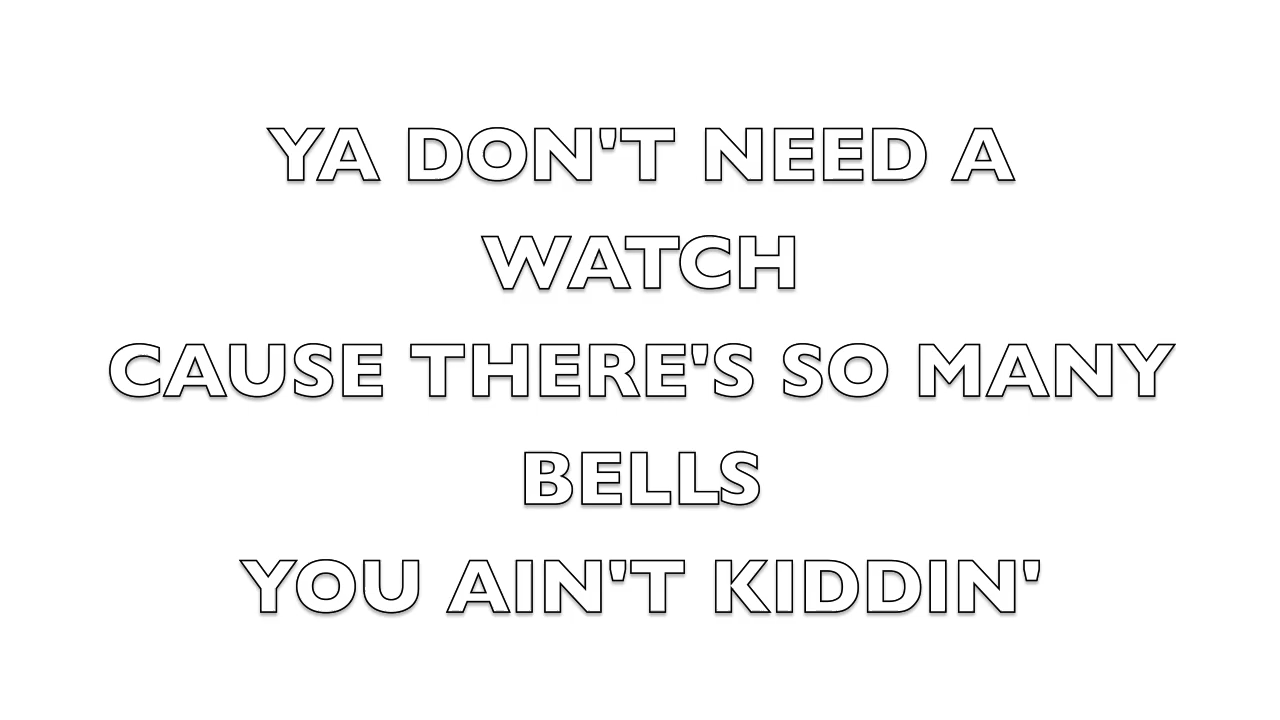 YA DON'T NEED A
WATCH
CAUSE THERE'S SO MANY
BELLS
YOU AIN'T KIDDIN'